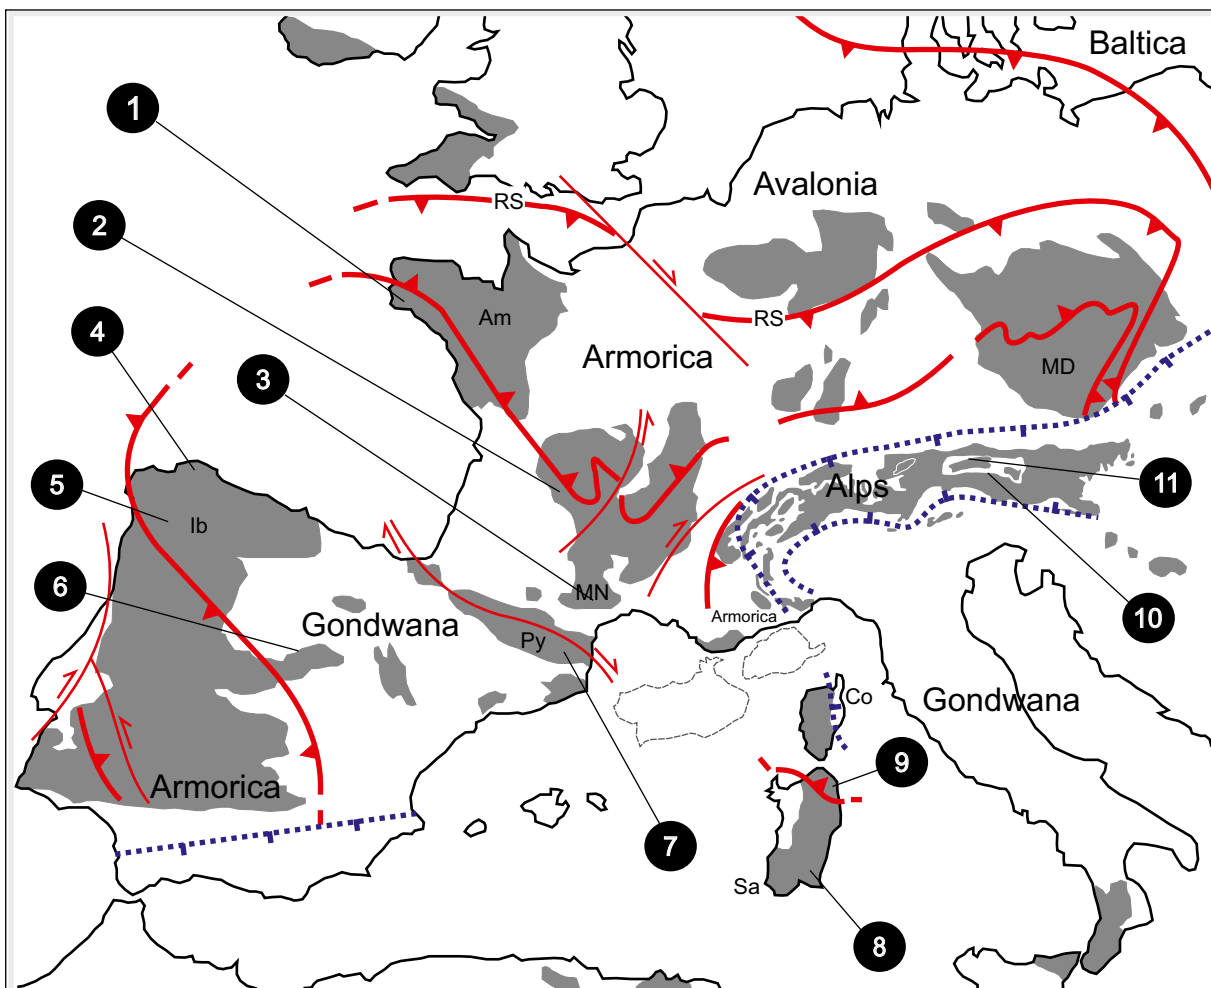 Baltica
1
Avalonia
RS
2
Am
RS
4
Armorica
3
MD
5
Ib
Alps
11
6
MN
10
Gondwana
Armorica
Py
Co
Gondwana
Armorica
9
7
Sa
8